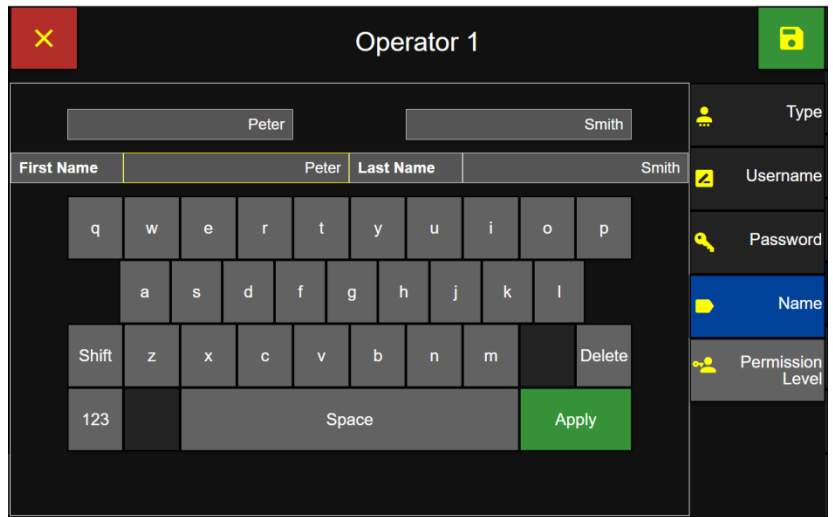 Operator 1
Peter Smith
First Name Peter Last Name Smith
q w e r t y u i o p
a s d f g h j k l
Shift z x c v b n m Delete
123 Space Apply
Type
Username
Password
Name
Permission
Level